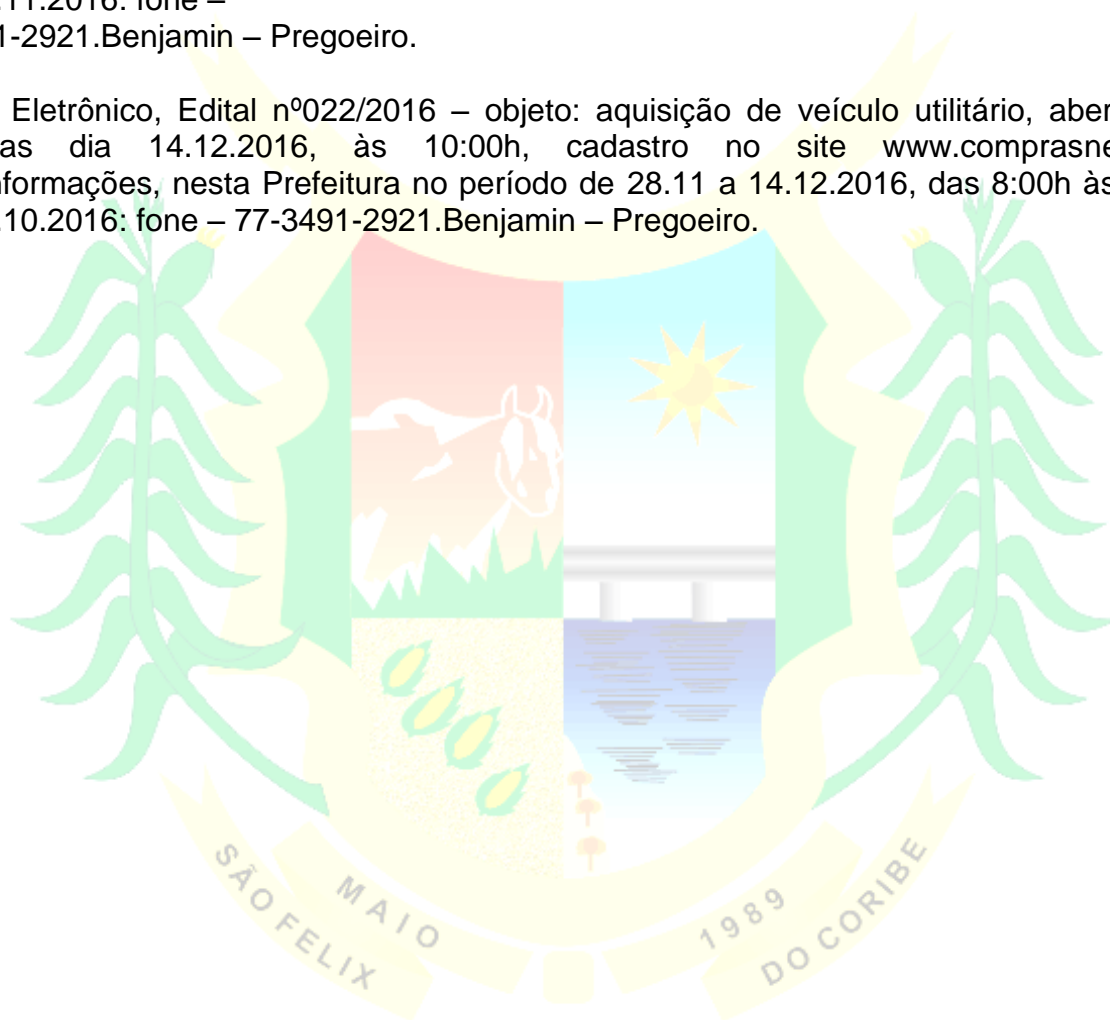 .11.2016: fone –
1-2921.Benjamin – Pregoeiro.
Eletrônico, Edital nº022/2016 – objeto: aquisição de veículo utilitário, aber
as dia 14.12.2016, às 10:00h, cadastro no site www.comprasne
nformações, nesta Prefeitura no período de 28.11 a 14.12.2016, das 8:00h às
.10.2016: fone – 77-3491-2921.Benjamin – Pregoeiro.
SÃO FELIX
MAIO
1989
DO CORIBE